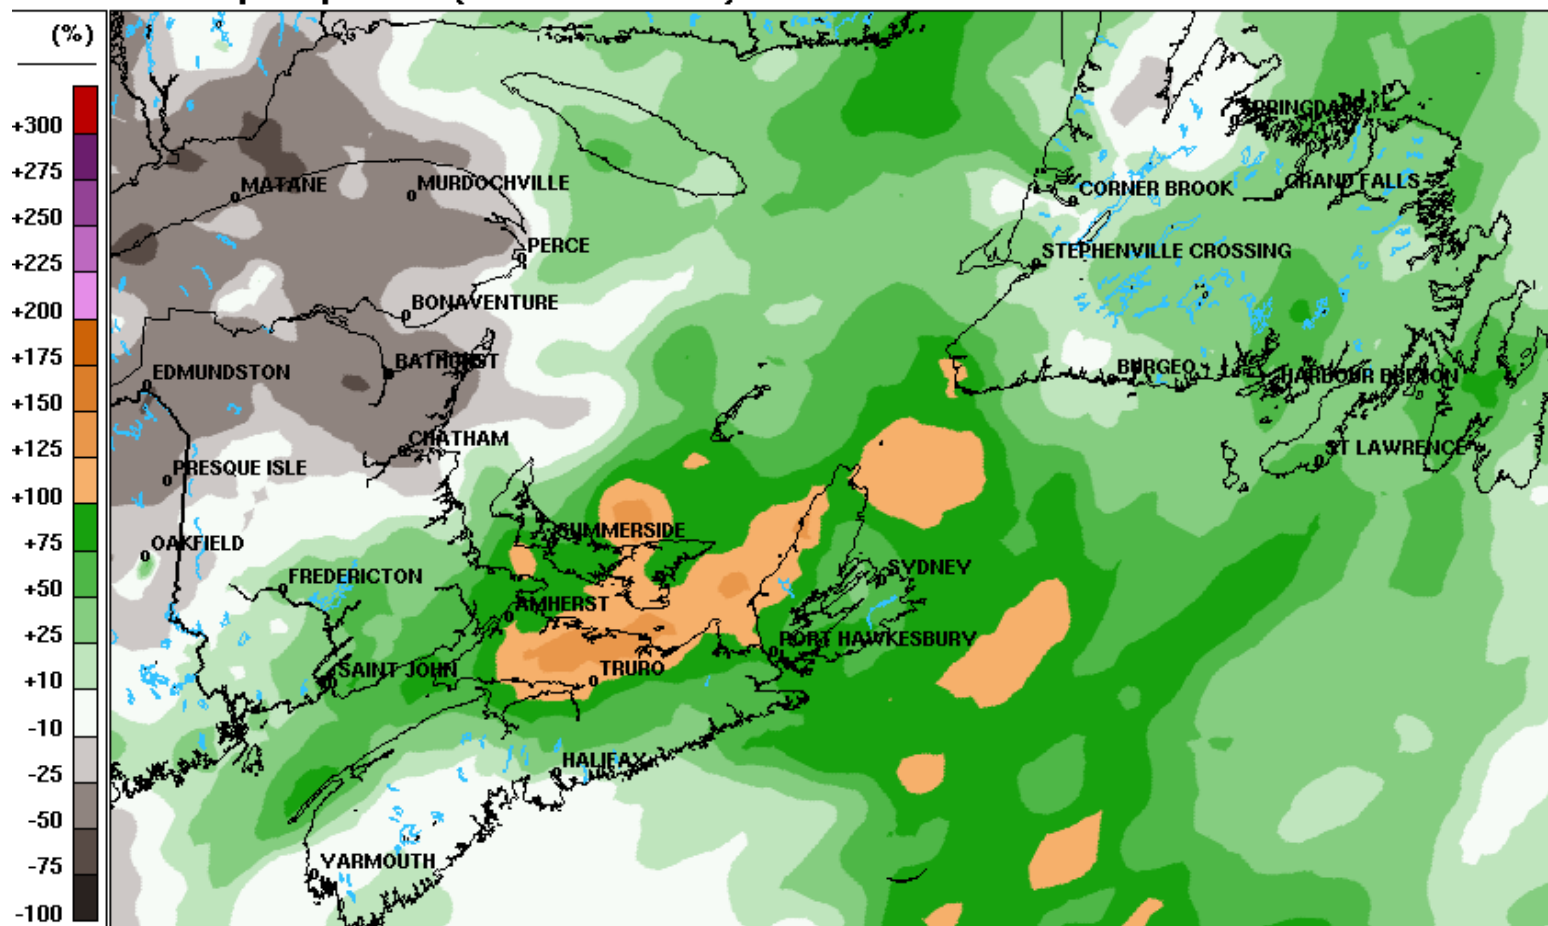 (%)
+300
+275
+250
+225
+200
+175
+150
+125
+100
+75
+50
+25
+10
-10
-25
-50
-75
-100
SPRINGDALE
MATANE
MURDOCHVILLE
CORNER BROOK
GRAND FALLS
PERCE
STEPHENVILLE CROSSING
BONAVENTURE
BATHURST
EDMUNDSTON
BURGEO
HARBOUR BRETON
CHATHAM
ST LAWRENCE
PRESQUE ISLE
SUMMERSIDE
OAKFIELD
SYDNEY
FREDERICTON
AMHERST
PORT HAWKESBURY
SAINT JOHN
TRURO
HALIFAX
YARMOUTH